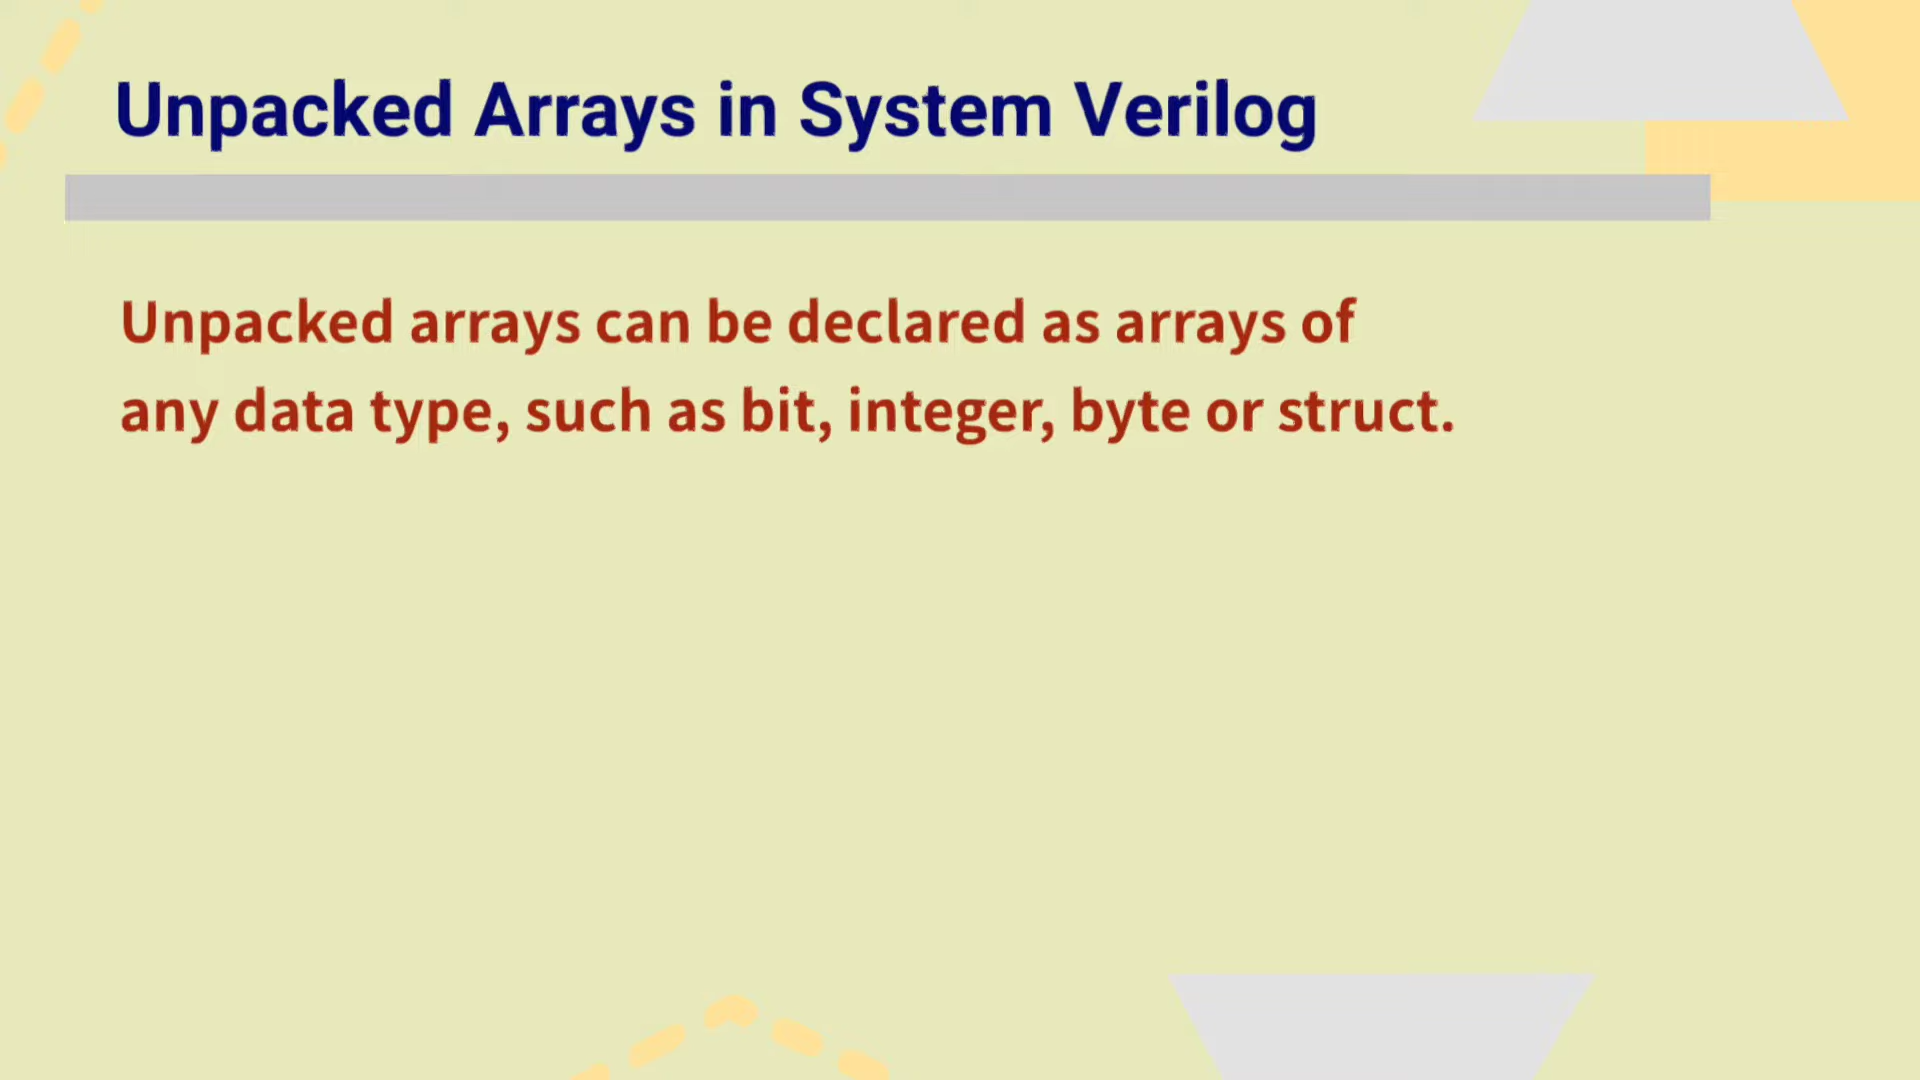 Unpacked Arrays in System Verilog
Unpacked arrays can be declared as arrays of
any data type, such as bit, integer, byte or struct.